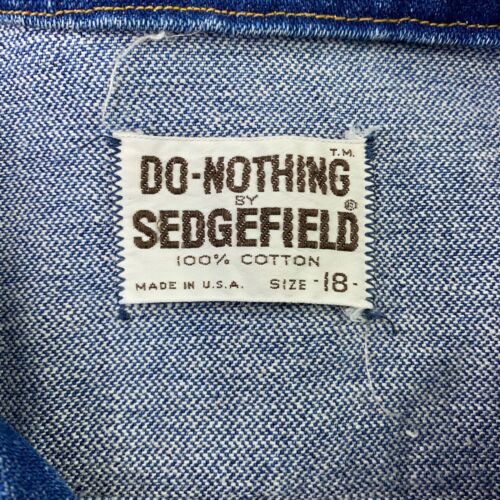 T.M.
DO-NOTHING
BY
SEDGEFIELD®
100% COTTON
MADE IN U.S.A. SIZE -18-